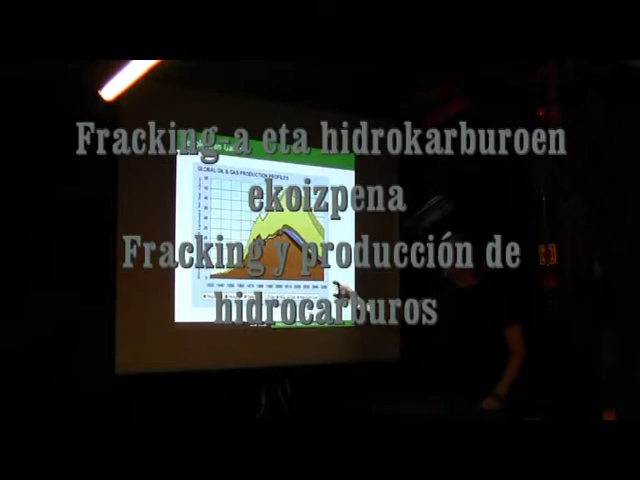 Fracking-a eta hidrokarburoen
ekoizpena
Fracking y producción de
hidrocarburos
GLOBAL OIL & GAS PRODUCTION PROFILES